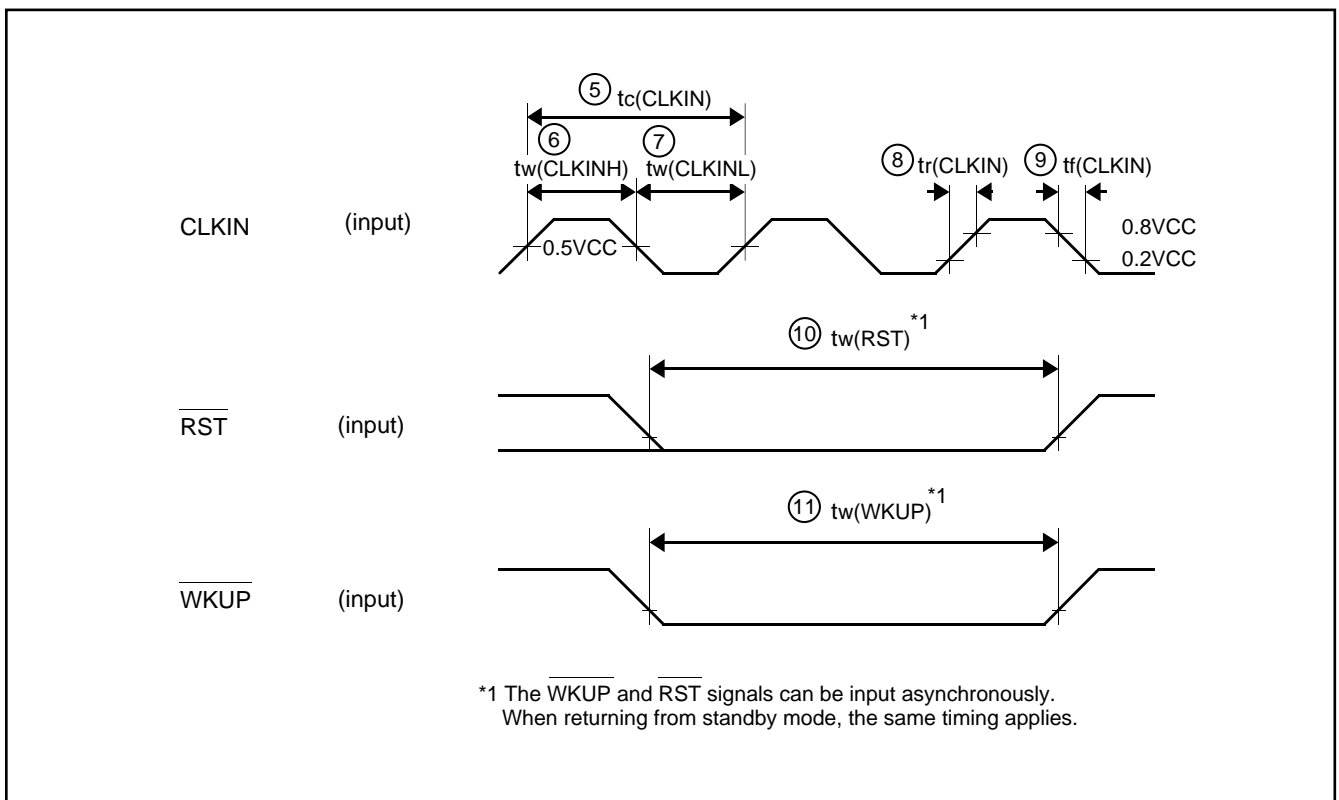 ⑤ tc(CLKIN)
⑥ ⑦
tw(CLKINH) tw(CLKINL)
⑧ tr(CLKIN) ⑨ tf(CLKIN)
CLKIN (input)
0.5VCC
0.8VCC
0.2VCC
⑩ tw(RST)*1
RST (input)
⑪ tw(WKUP)*1
WKUP (input)
*1 The WKUP and RST signals can be input asynchronously.
When returning from standby mode, the same timing applies.